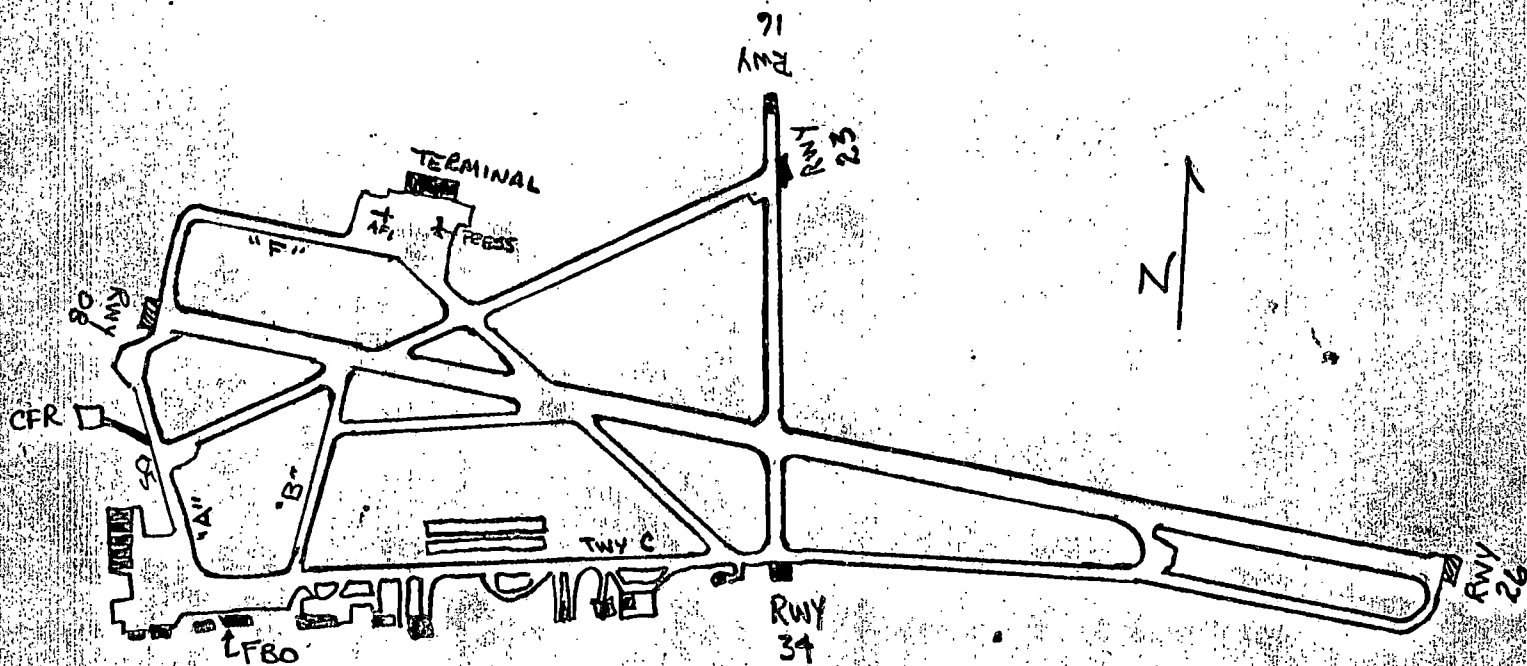 16
RWY
RWY
23
TERMINAL
AF1
PRESS
"F"
RWY
08
N
CFR
"A"
"B"
TWY C
FBO
RWY
34
RWY
26